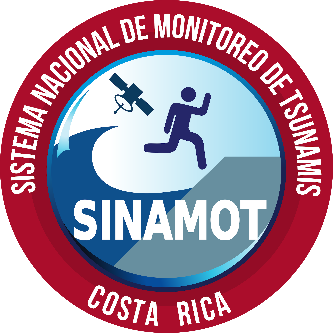 SISTEMA NACIONAL DE MONITOREO DE TSUNAMIS
SINAMOT
COSTA RICA